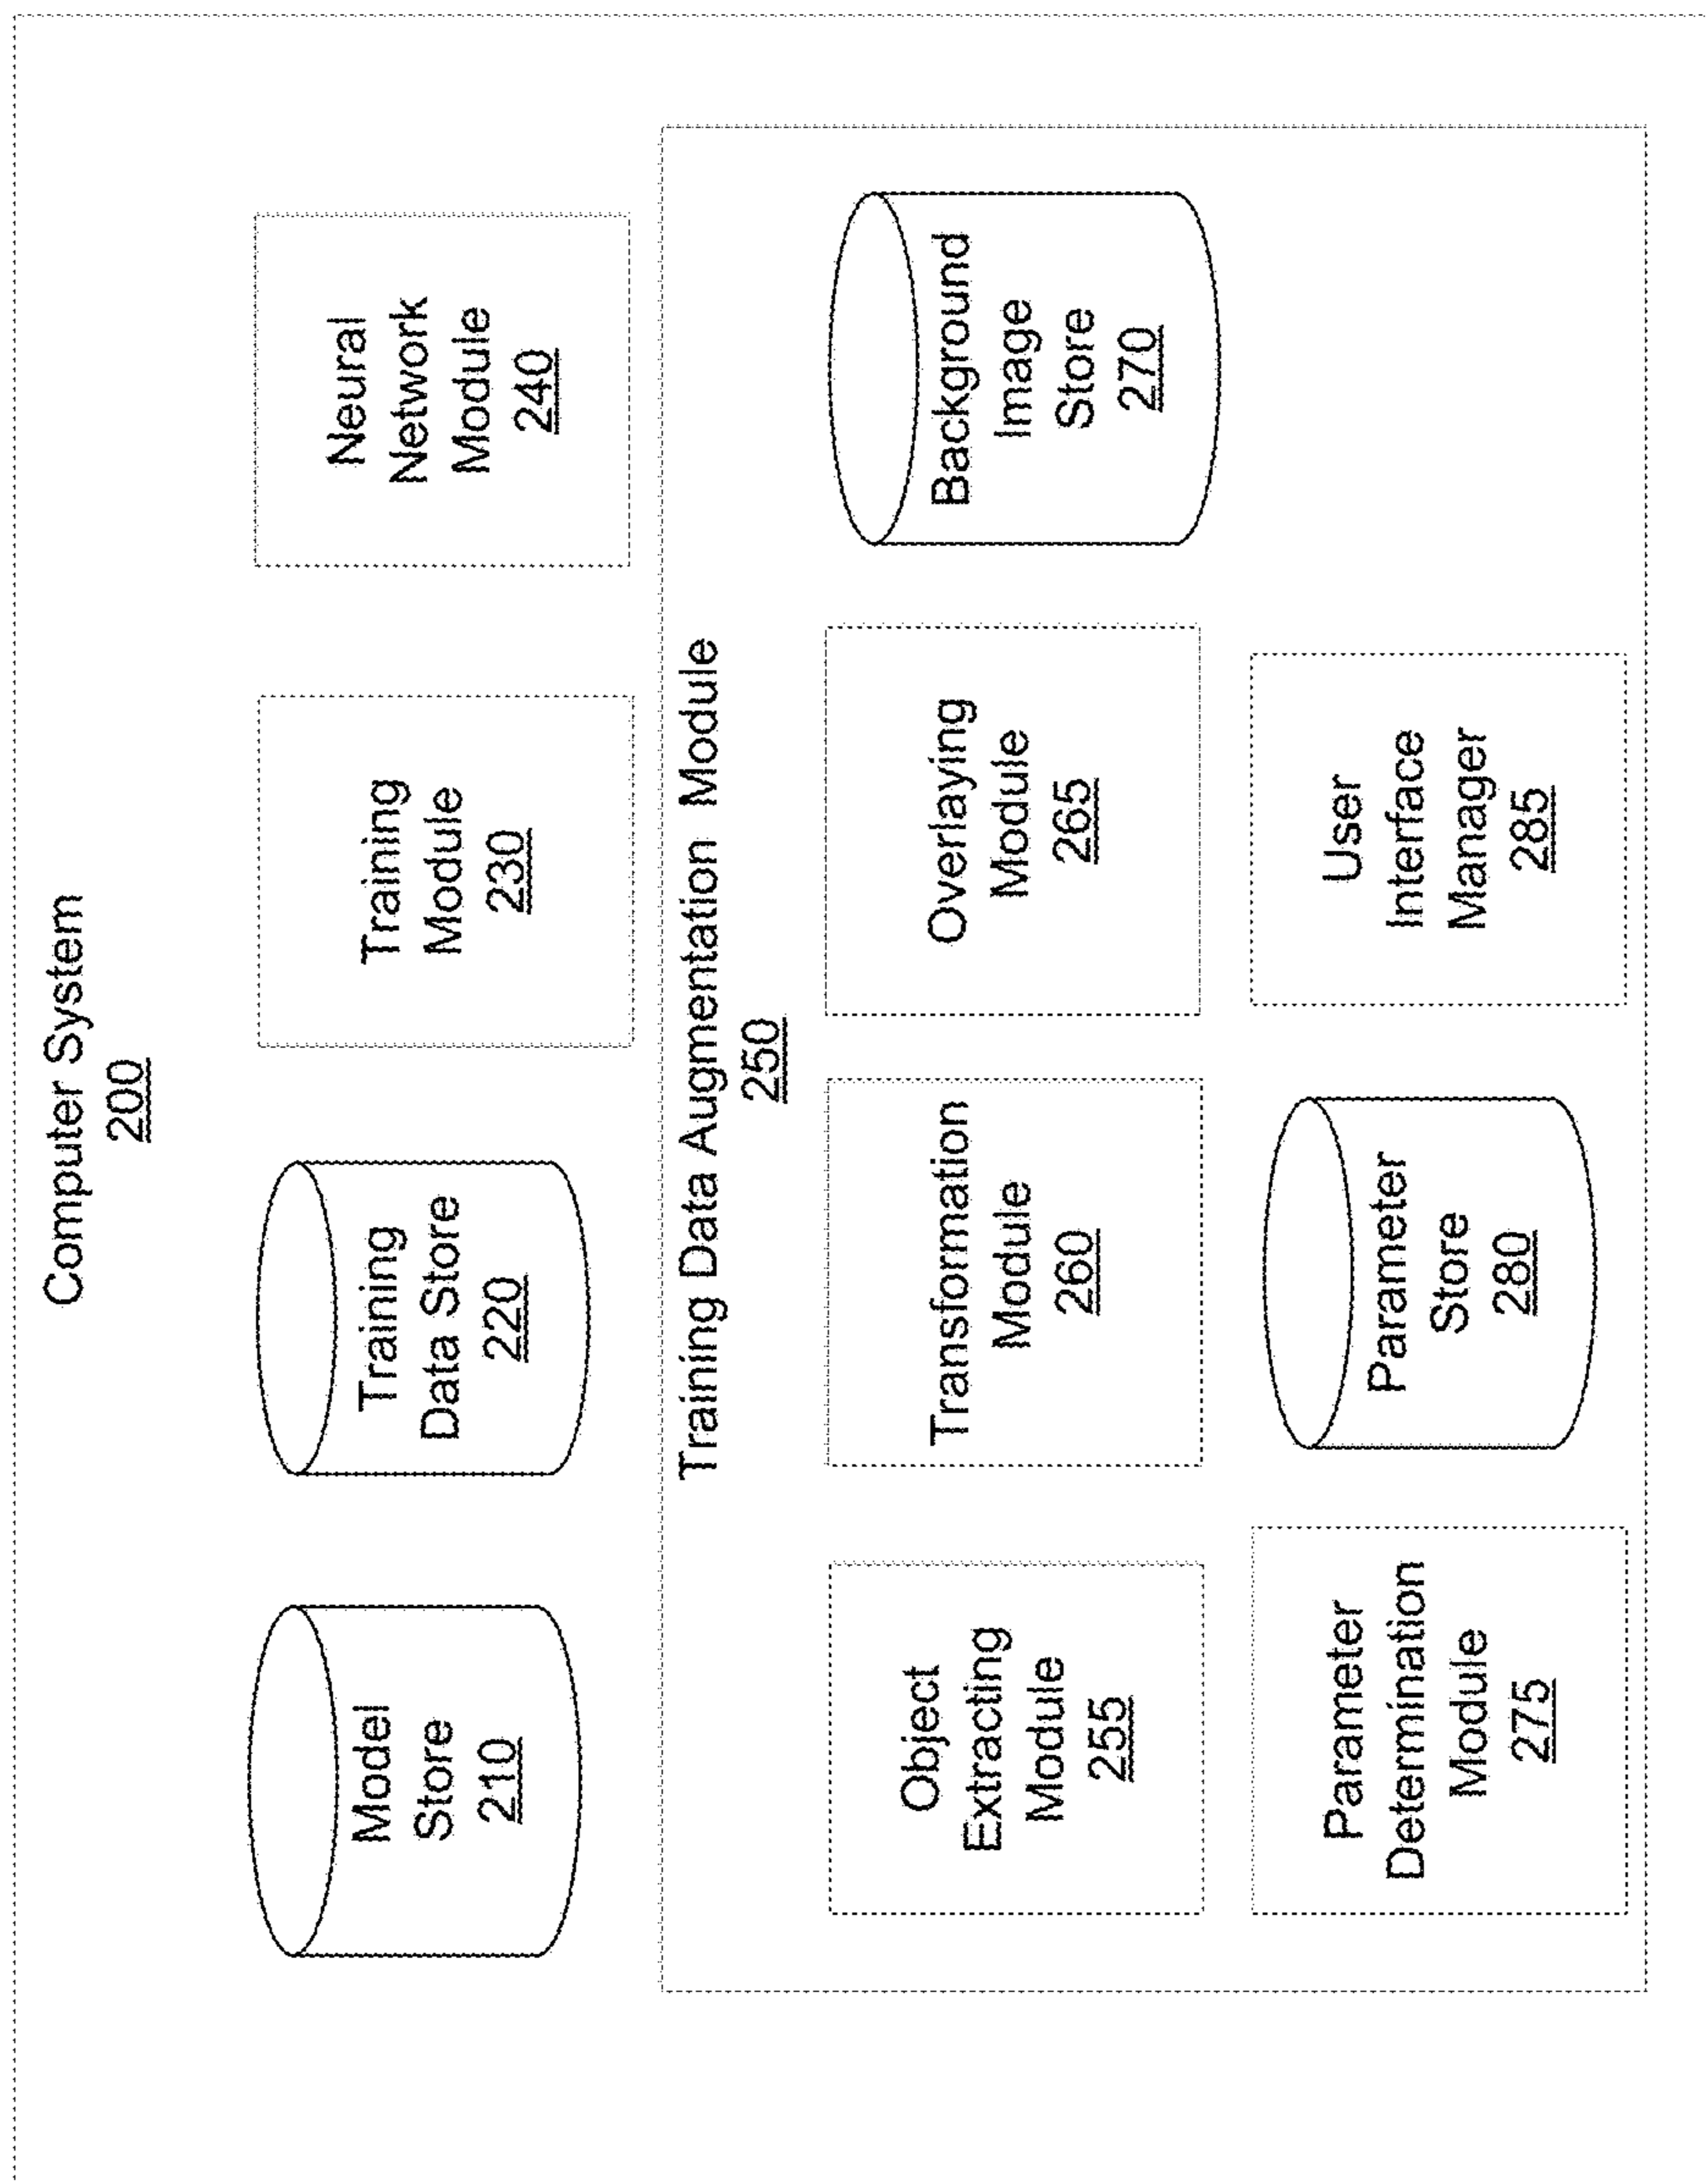 Computer System
200
Model
Store
210
Training
Data Store
220
Training
Module
230
Neural
Network
Module
240
Training Data Augmentation Module
250
Object
Extracting
Module
255
Transformation
Module
260
Overlaying
Module
265
Background
Image
Store
270
Parameter
Determination
Module
275
Parameter
Store
280
User
Interface
Manager
285